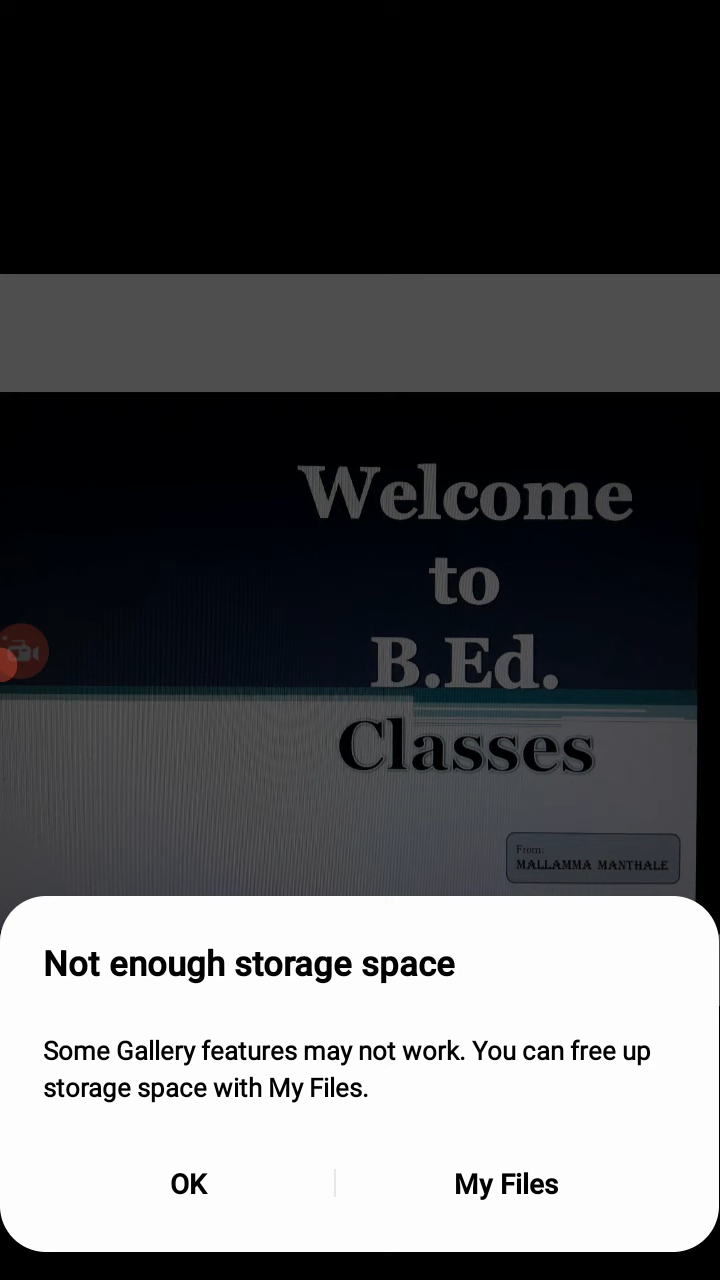 Welcome
to
B.Ed.
Classes
From:
MALLAMMA MANTHALE
Not enough storage space
Some Gallery features may not work. You can free up
storage space with My Files.
OK
My Files